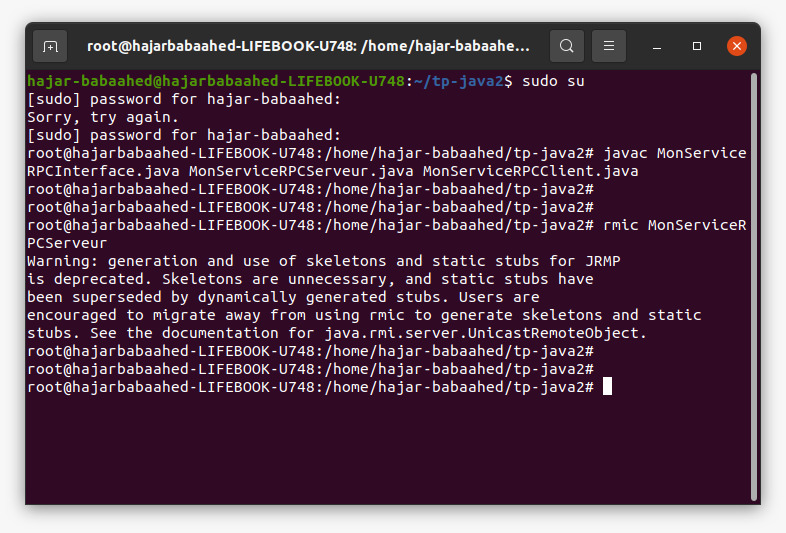 root@hajarbabaahed-LIFEBOOK-U748: /home/hajar-babaahe...
hajar-babaahed@hajarbabaahed-LIFEBOOK-U748:~/tp-java2$ sudo su
[sudo] password for hajar-babaahed:
Sorry, try again.
[sudo] password for hajar-babaahed:
root@hajarbabaahed-LIFEBOOK-U748:/home/hajar-babaahed/tp-java2# javac MonService
RPCInterface.java MonServiceRPCServeur.java MonServiceRPCClient.java
root@hajarbabaahed-LIFEBOOK-U748:/home/hajar-babaahed/tp-java2#
root@hajarbabaahed-LIFEBOOK-U748:/home/hajar-babaahed/tp-java2#
root@hajarbabaahed-LIFEBOOK-U748:/home/hajar-babaahed/tp-java2# rmic MonServiceR
PCServeur
Warning: generation and use of skeletons and static stubs for JRMP
is deprecated. Skeletons are unnecessary, and static stubs have
been superseded by dynamically generated stubs. Users are
encouraged to migrate away from using rmic to generate skeletons and static
stubs. See the documentation for java.rmi.server.UnicastRemoteObject.
root@hajarbabaahed-LIFEBOOK-U748:/home/hajar-babaahed/tp-java2#
root@hajarbabaahed-LIFEBOOK-U748:/home/hajar-babaahed/tp-java2#
root@hajarbabaahed-LIFEBOOK-U748:/home/hajar-babaahed/tp-java2#